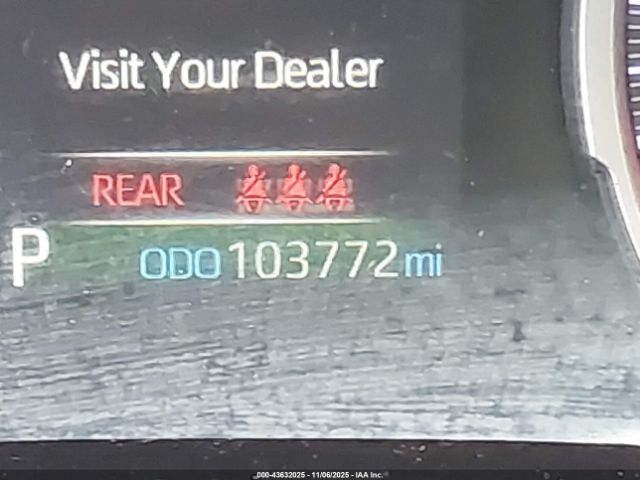 Visit Your Dealer
REAR
P ODO 103772 mi
000-43632025 - 11/06/2025 - IAA Inc.